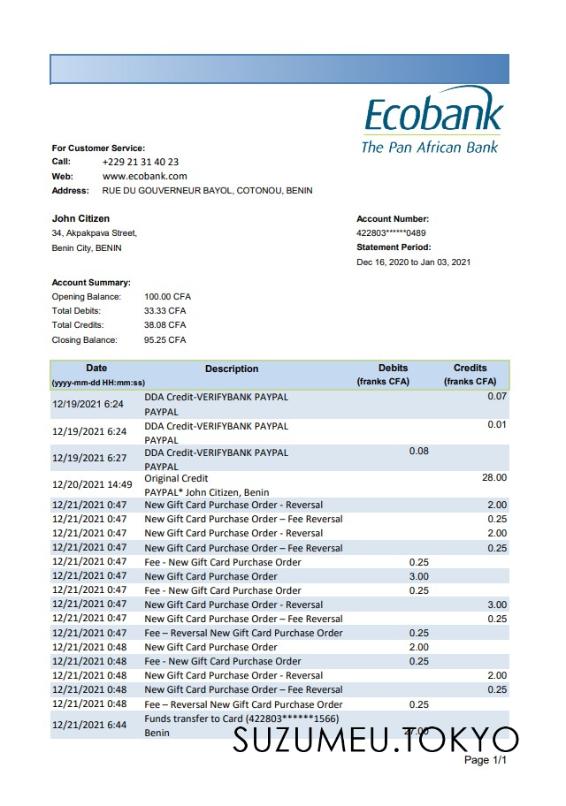 Ecobank
The Pan African Bank
For Customer Service:
Call: +229 21 31 40 23
Web: www.ecobank.com
Address: RUE DU GOUVERNEUR BAYOL, COTONOU, BENIN
John Citizen Account Number:
34, Akpakpava Street, 422803******0489
Benin City, BENIN Statement Period:
Dec 16, 2020 to Jan 03, 2021
Account Summary:
Opening Balance: 100.00 CFA
Total Debits: 33.33 CFA
Total Credits: 38.08 CFA
Closing Balance: 95.25 CFA
Date Description Debits Credits
(yyyy-mm-dd HH:mm:ss) (franks CFA) (franks CFA)
12/19/2021 6:24 DDA Credit-VERIFYBANK PAYPAL 0.07
PAYPAL
12/19/2021 6:24 DDA Credit-VERIFYBANK PAYPAL 0.01
PAYPAL
12/19/2021 6:27 DDA Credit-VERIFYBANK PAYPAL 0.08
PAYPAL
12/20/2021 14:49 Original Credit 28.00
PAYPAL* John Citizen, Benin
12/21/2021 0:47 New Gift Card Purchase Order - Reversal 2.00
12/21/2021 0:47 New Gift Card Purchase Order – Fee Reversal 0.25
12/21/2021 0:47 New Gift Card Purchase Order - Reversal 2.00
12/21/2021 0:47 New Gift Card Purchase Order – Fee Reversal 0.25
12/21/2021 0:47 Fee - New Gift Card Purchase Order 0.25
12/21/2021 0:47 New Gift Card Purchase Order 3.00
12/21/2021 0:47 Fee - New Gift Card Purchase Order 0.25
12/21/2021 0:47 New Gift Card Purchase Order - Reversal 3.00
12/21/2021 0:47 New Gift Card Purchase Order – Fee Reversal 0.25
12/21/2021 0:47 Fee – Reversal New Gift Card Purchase Order 0.25
12/21/2021 0:48 New Gift Card Purchase Order 2.00
12/21/2021 0:48 Fee - New Gift Card Purchase Order 0.25
12/21/2021 0:48 New Gift Card Purchase Order - Reversal 2.00
12/21/2021 0:48 New Gift Card Purchase Order – Fee Reversal 0.25
12/21/2021 0:48 Fee – Reversal New Gift Card Purchase Order 0.25
12/21/2021 6:44 Funds transfer to Card (422803******1566)
Benin 27.00
SUZUMEU.TOKYO
Page 1/1